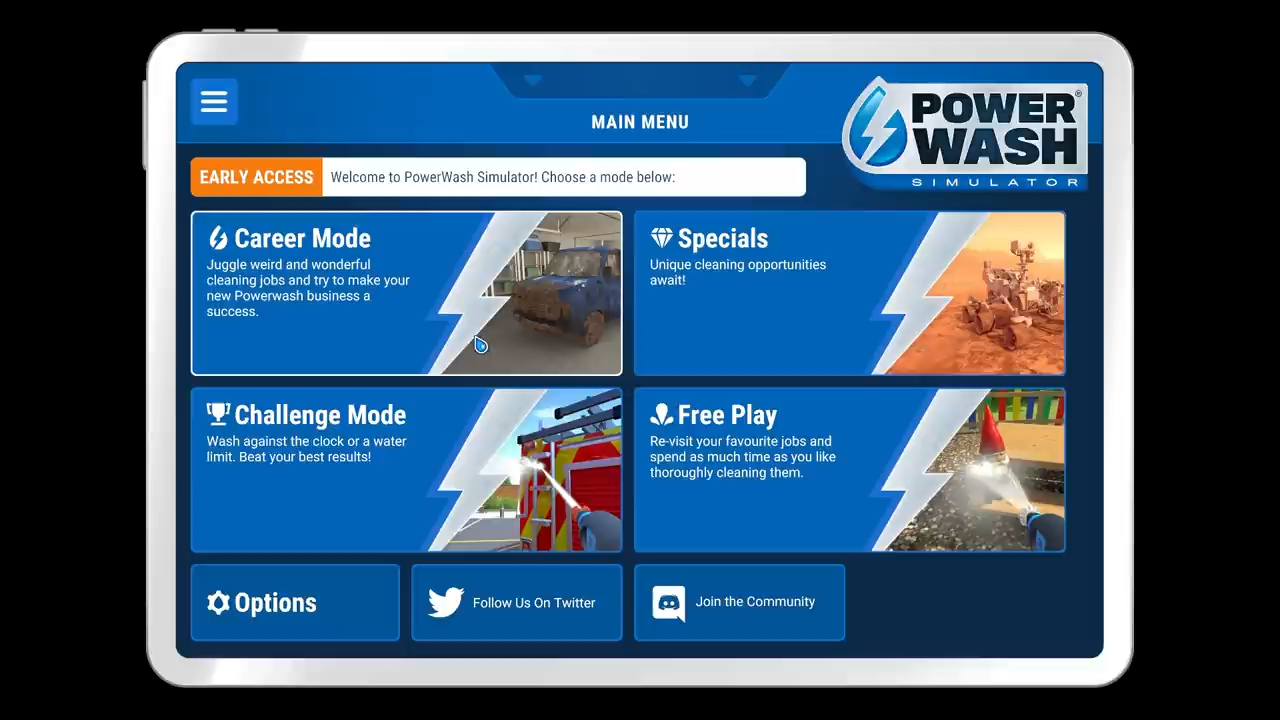 MAIN MENU
POWER®
WASH
SIMULATOR
EARLY ACCESS Welcome to PowerWash Simulator! Choose a mode below:
Career Mode
Juggle weird and wonderful
cleaning jobs and try to make your
new Powerwash business a
success.
Specials
Unique cleaning opportunities
await!
Challenge Mode
Wash against the clock or a water
limit. Beat your best results!
Free Play
Re-visit your favourite jobs and
spend as much time as you like
thoroughly cleaning them.
Options
Follow Us On Twitter
Join the Community